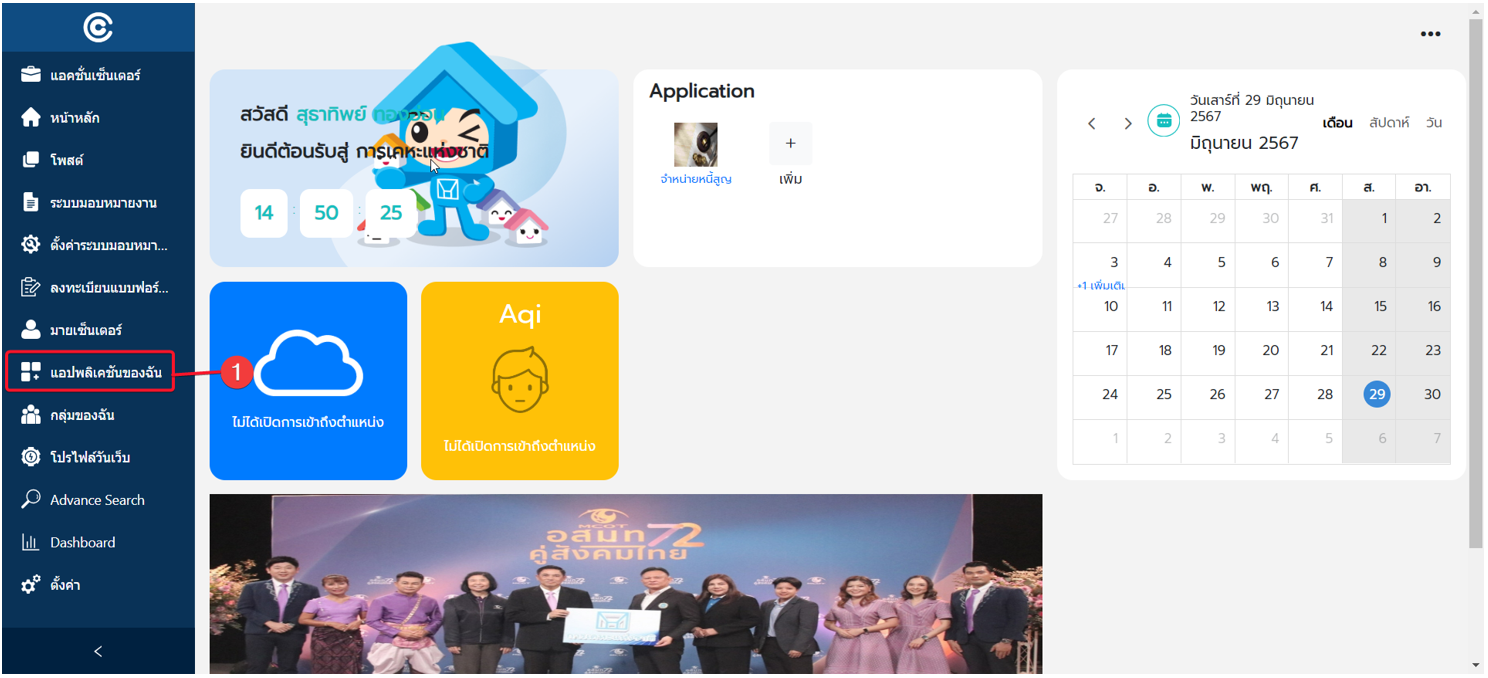 แอคชั่นเซ็นเตอร์
หน้าหลัก
โพสต์
ระบบมอบหมายงาน
ตั้งค่าระบบมอบหมา...
ลงทะเบียนแบบฟอร์...
มายเซ็นเตอร์
แอปพลิเคชันของฉัน
กลุ่มของฉัน
โปรไฟล์วันเว็บ
Advance Search
Dashboard
ตั้งค่า
1
สวัสดี สุธาทิพย์ ทองออน
ยินดีต้อนรับสู่ การเคหะแห่งชาติ
14 : 50 : 25
Application
จำหน่ายหนี้สูญ
+
เพิ่ม
ไม่ได้เปิดการเข้าถึงตำแหน่ง
Aqi
ไม่ได้เปิดการเข้าถึงตำแหน่ง
MCOT
อสมท 72
คู่สังคมไทย
วันเสาร์ที่ 29 มิถุนายน
2567
มิถุนายน 2567
เดือน สัปดาห์ วัน
จ. อ. พ. พฤ. ศ. ส. อา.
27 28 29 30 31 1 2
3 4 5 6 7 8 9
+1 เพิ่มเติม
10 11 12 13 14 15 16
17 18 19 20 21 22 23
24 25 26 27 28 29 30
1 2 3 4 5 6 7